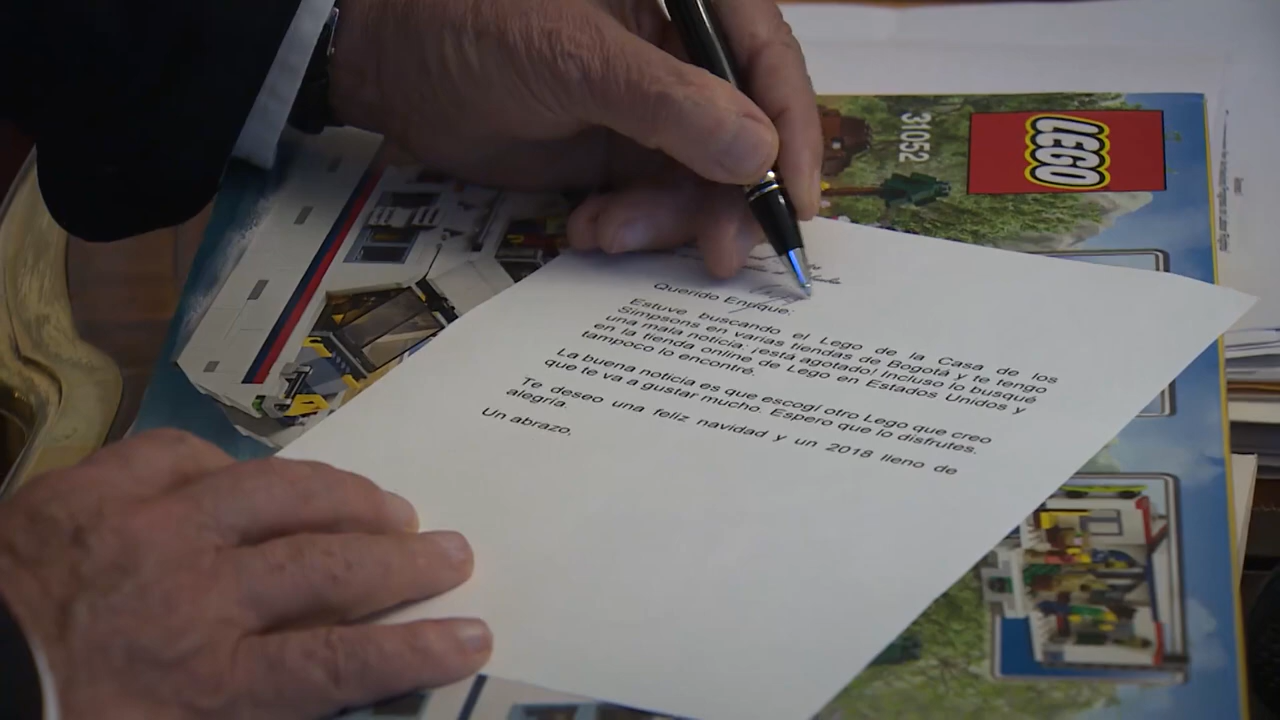 31052
LEGO
Querido Enrique:
Estuve buscando el Lego de la Casa de los
Simpsons en varias tiendas de Bogotá y te tengo
una mala noticia: ¡está agotado! Incluso lo busqué
en la tienda online de Lego en Estados Unidos y
tampoco lo encontré.
La buena noticia es que escogí otro Lego que creo
que te va a gustar mucho. Espero que lo disfrutes.
Te deseo una feliz navidad y un 2018 lleno de
alegría.
Un abrazo,